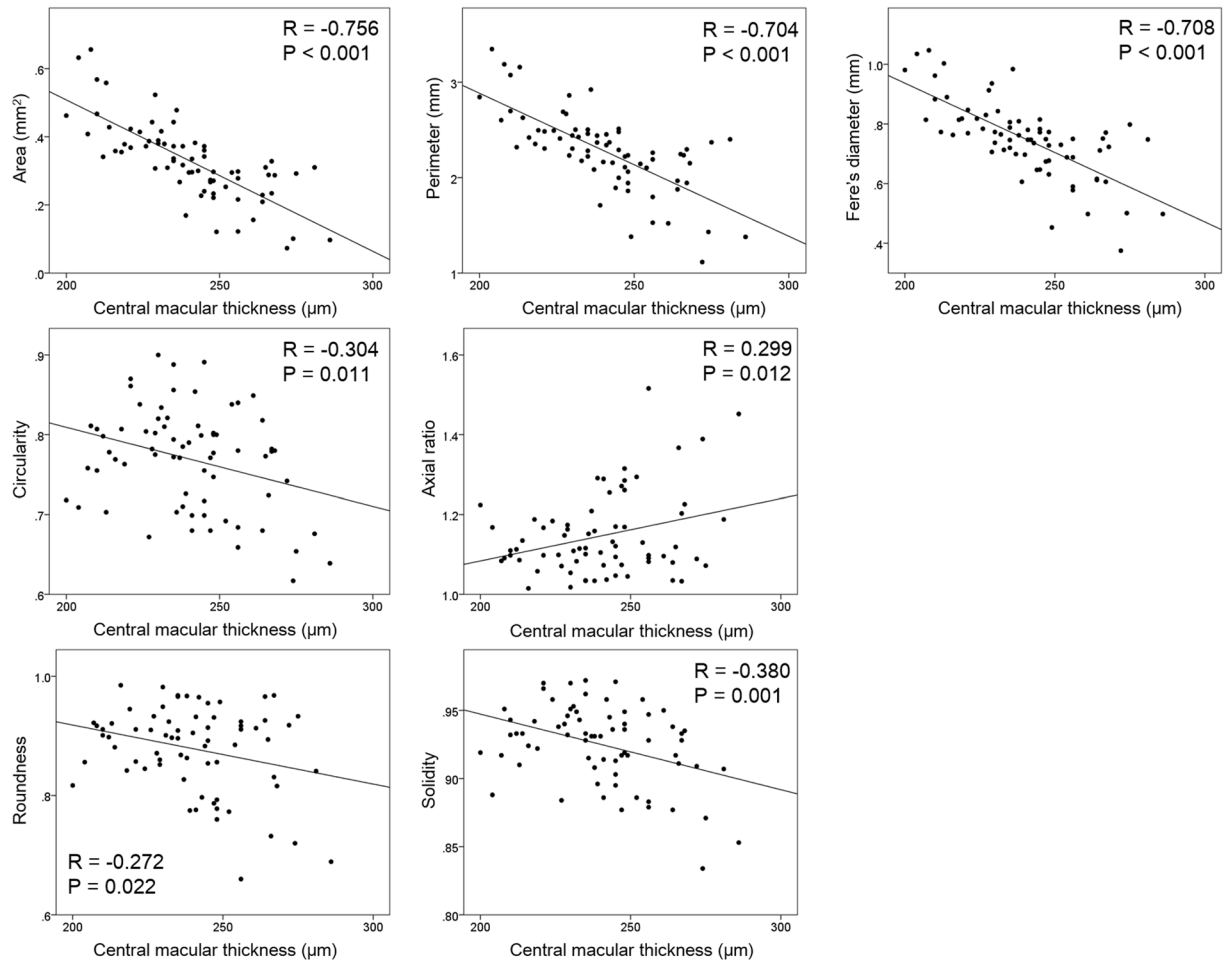 R = -0.756
P < 0.001
.6
.4
.2
.0
Area (mm²)
200
250
300
Central macular thickness (µm)
R = -0.704
P < 0.001
3
2
1
Perimeter (mm)
200
250
300
Central macular thickness (µm)
R = -0.708
P < 0.001
1.0
.8
.6
.4
Fere's diameter (mm)
200
250
300
Central macular thickness (µm)
R = -0.304
P = 0.011
.9
.8
.7
.6
Circularity
200
250
300
Central macular thickness (µm)
R = 0.299
P = 0.012
1.6
1.4
1.2
1.0
Axial ratio
200
250
300
Central macular thickness (µm)
1.0
.8
.6
Roundness
R = -0.272
P = 0.022
200
250
300
Central macular thickness (µm)
R = -0.380
P = 0.001
.95
.90
.85
.80
Solidity
200
250
300
Central macular thickness (µm)